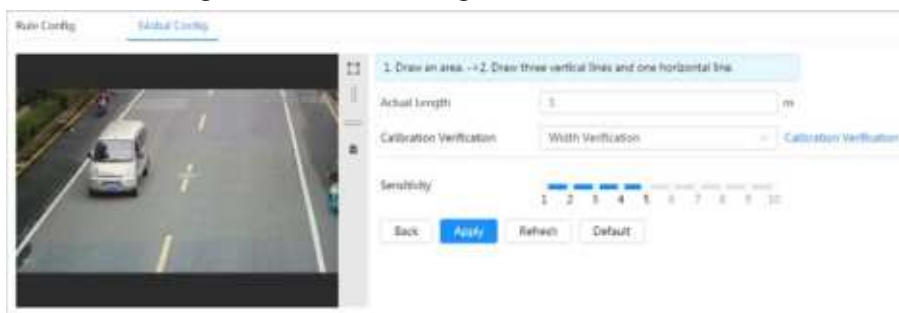 Rule Config Global Config
1. Draw an area. -->2. Draw three vertical lines and one horizontal line.
Actual Length 5 m
Calibration Verification Width Verification Calibration Verification
Sensitivity
1 2 3 4 5 6 7 8 9 10
Back Apply Refresh Default